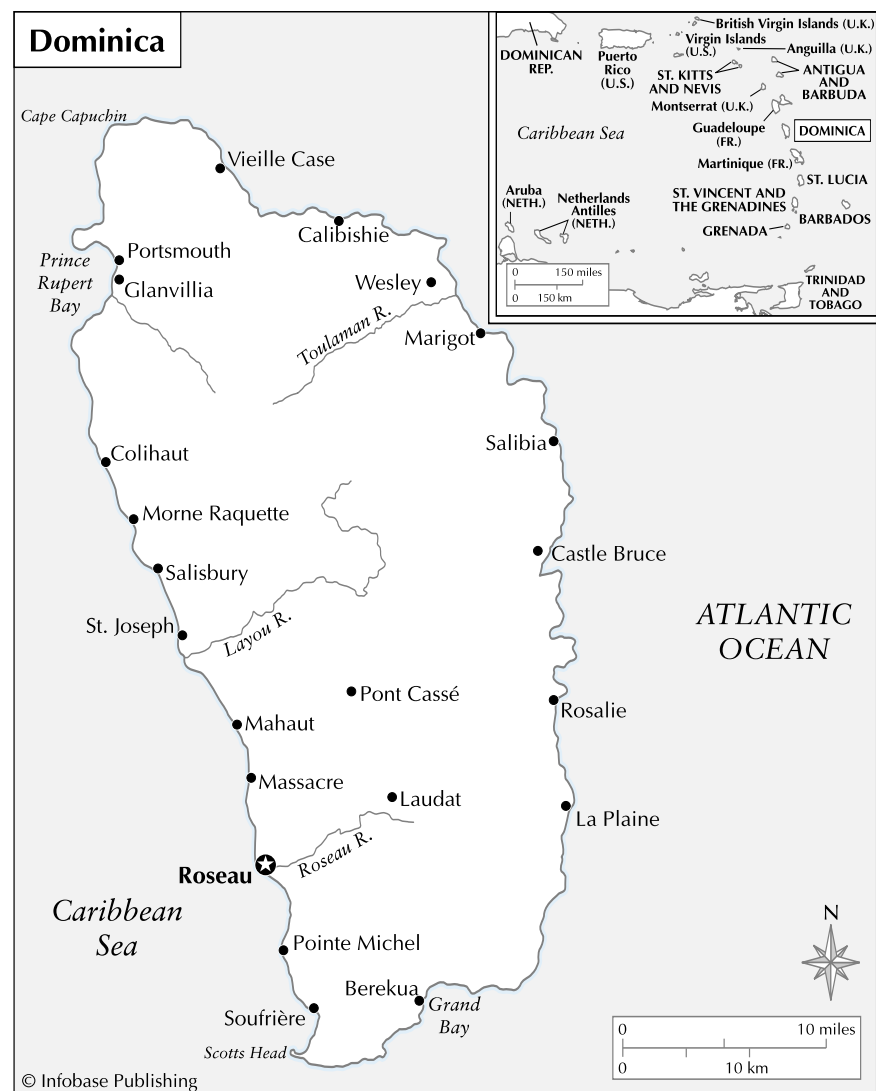 Dominica
Cape Capuchin
Vieille Case
Calibishie
Portsmouth
Prince
Rupert
Bay
Glanvillia
Wesley
Toulaman R.
Marigot
Colihaut
Salibia
Morne Raquette
Castle Bruce
Salisbury
St. Joseph
Layou R.
ATLANTIC
OCEAN
Pont Cassé
Rosalie
Mahaut
Massacre
Laudat
La Plaine
Roseau R.
Roseau
Caribbean
Sea
Pointe Michel
Berekua
Grand
Bay
Soufrière
Scotts Head
N
0 10 miles
0 10 km
© Infobase Publishing
British Virgin Islands (U.K.)
Virgin Islands
(U.S.)
Anguilla (U.K.)
DOMINICAN
REP.
Puerto
Rico
(U.S.)
ST. KITTS
AND NEVIS
ANTIGUA
AND
BARBUDA
Montserrat (U.K.)
Caribbean Sea
Guadeloupe
(FR.)
DOMINICA
Martinique (FR.)
ST. LUCIA
Aruba
(NETH.)
Netherlands
Antilles
(NETH.)
ST. VINCENT AND
THE GRENADINES
BARBADOS
GRENADA
0 150 miles
0 150 km
TRINIDAD
AND
TOBAGO